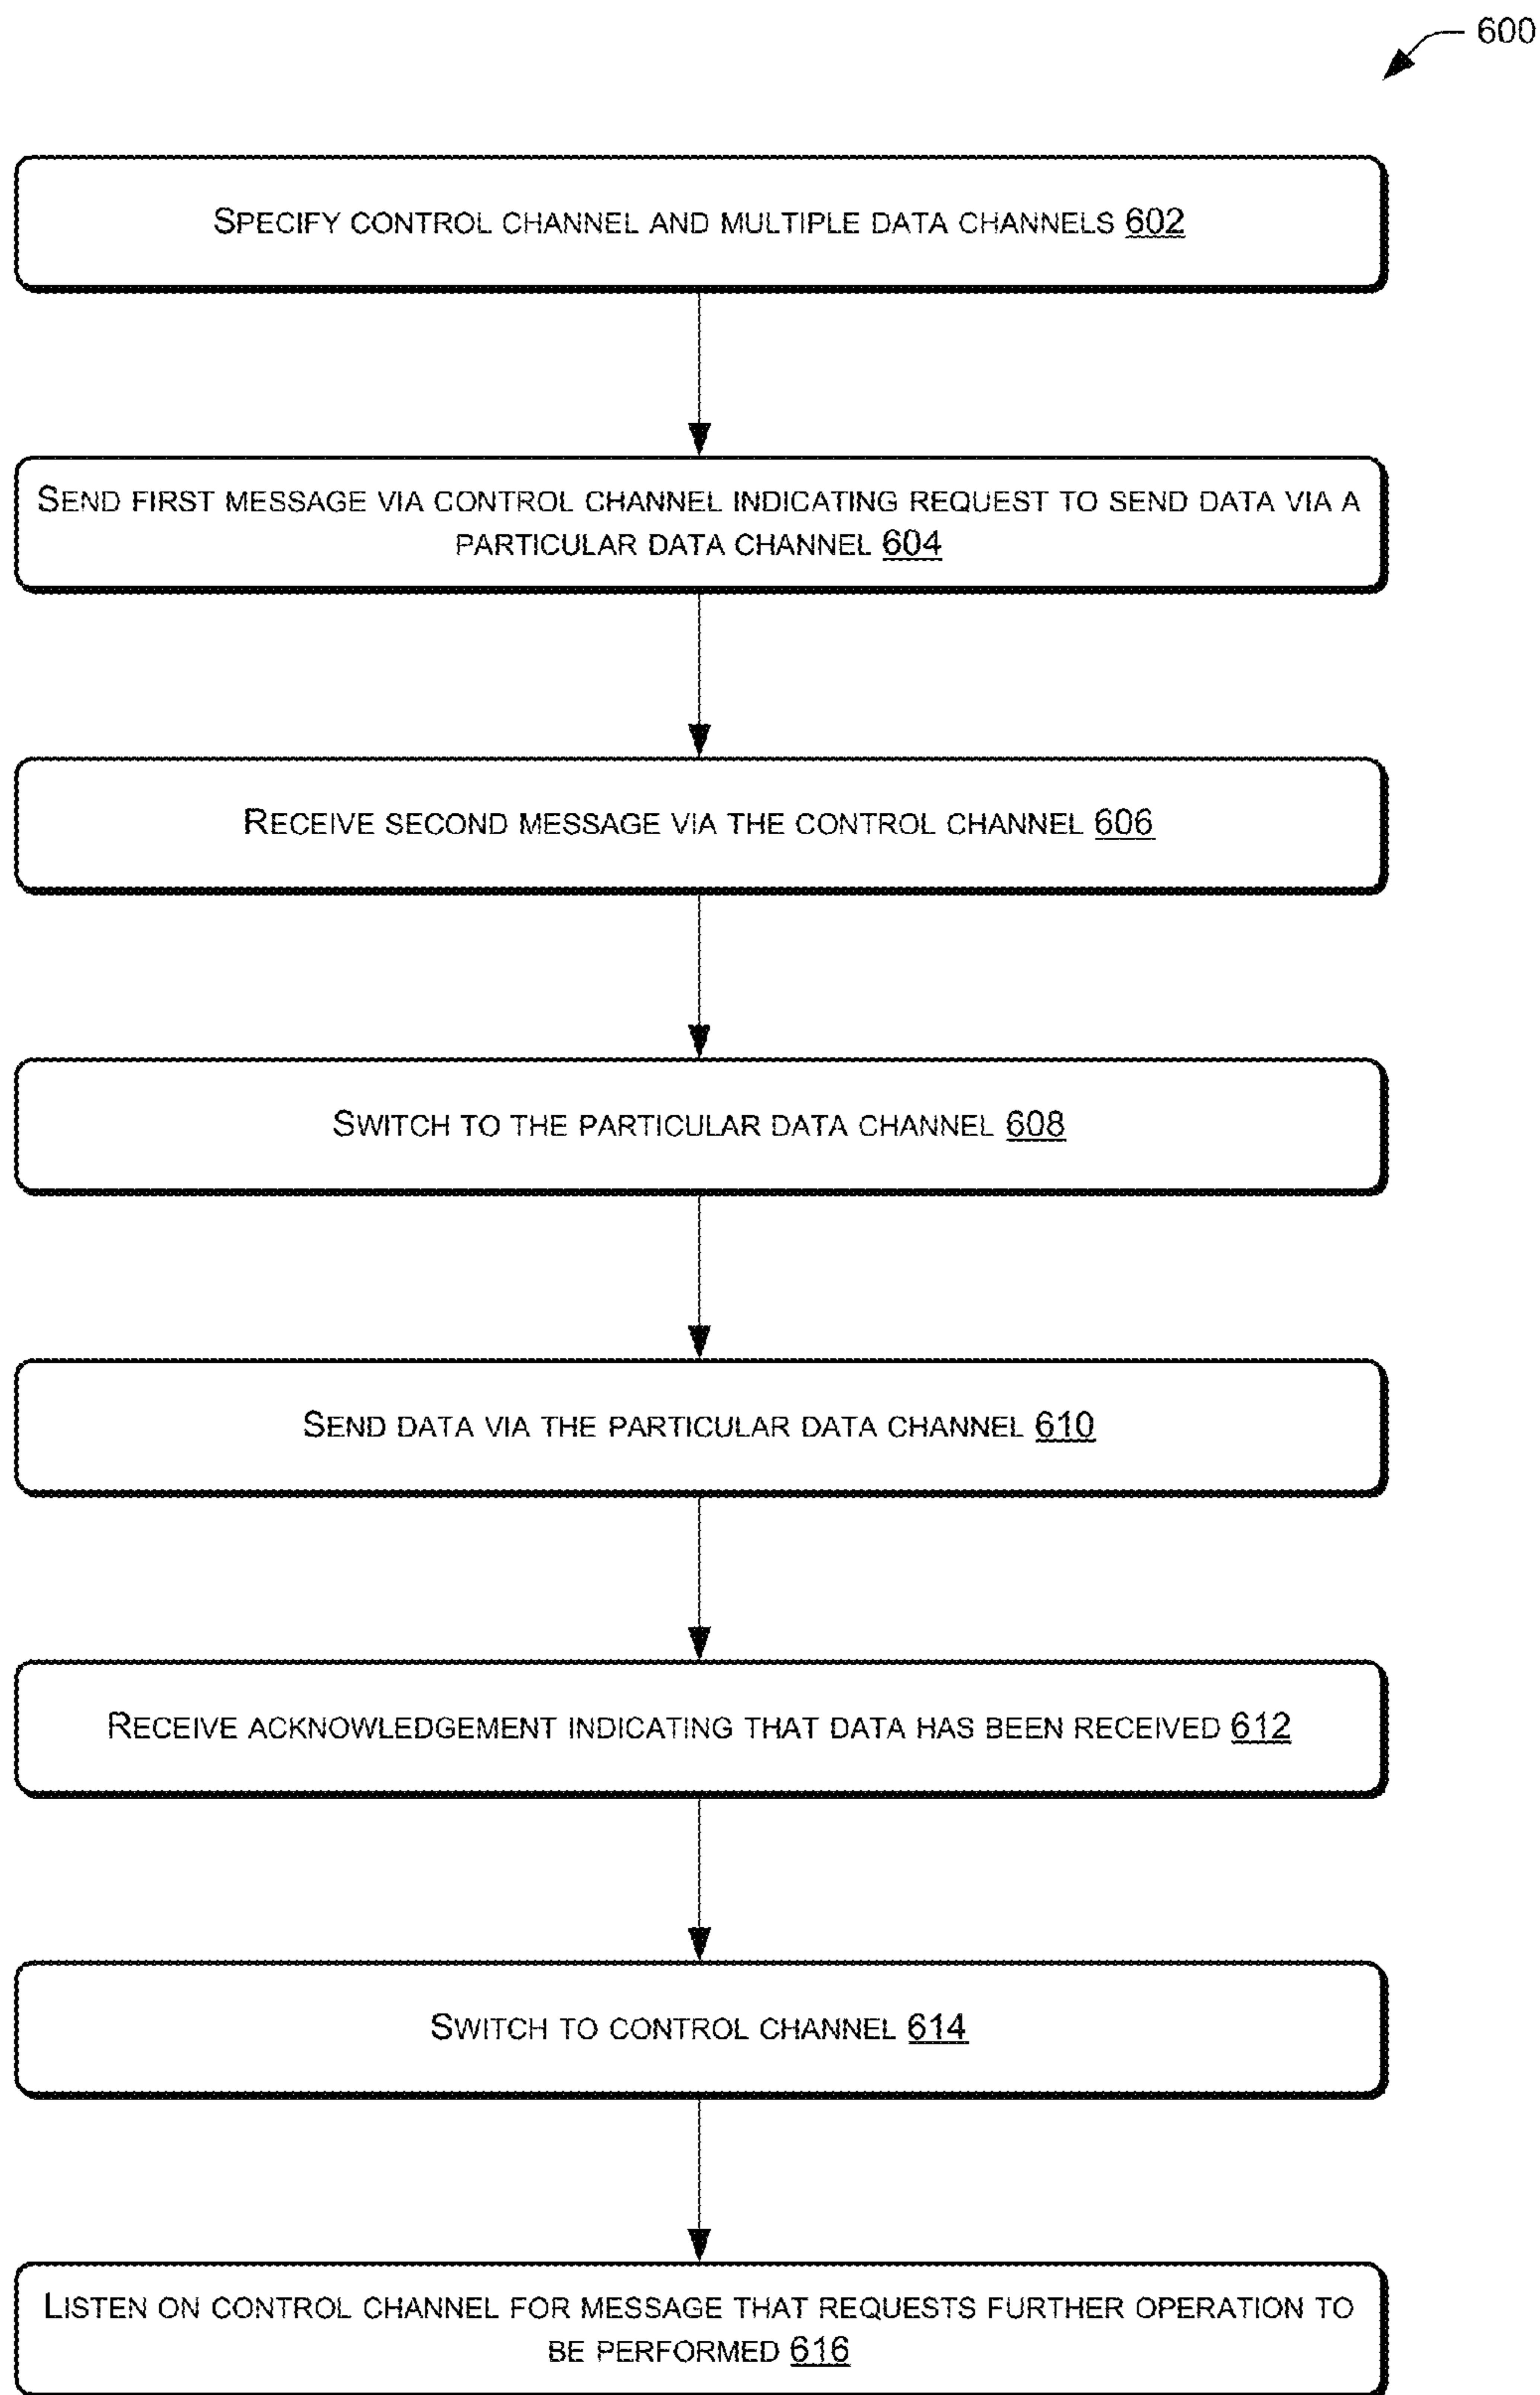 600
SPECIFY CONTROL CHANNEL AND MULTIPLE DATA CHANNELS 602
SEND FIRST MESSAGE VIA CONTROL CHANNEL INDICATING REQUEST TO SEND DATA VIA A
PARTICULAR DATA CHANNEL 604
RECEIVE SECOND MESSAGE VIA THE CONTROL CHANNEL 606
SWITCH TO THE PARTICULAR DATA CHANNEL 608
SEND DATA VIA THE PARTICULAR DATA CHANNEL 610
RECEIVE ACKNOWLEDGEMENT INDICATING THAT DATA HAS BEEN RECEIVED 612
SWITCH TO CONTROL CHANNEL 614
LISTEN ON CONTROL CHANNEL FOR MESSAGE THAT REQUESTS FURTHER OPERATION TO
BE PERFORMED 616